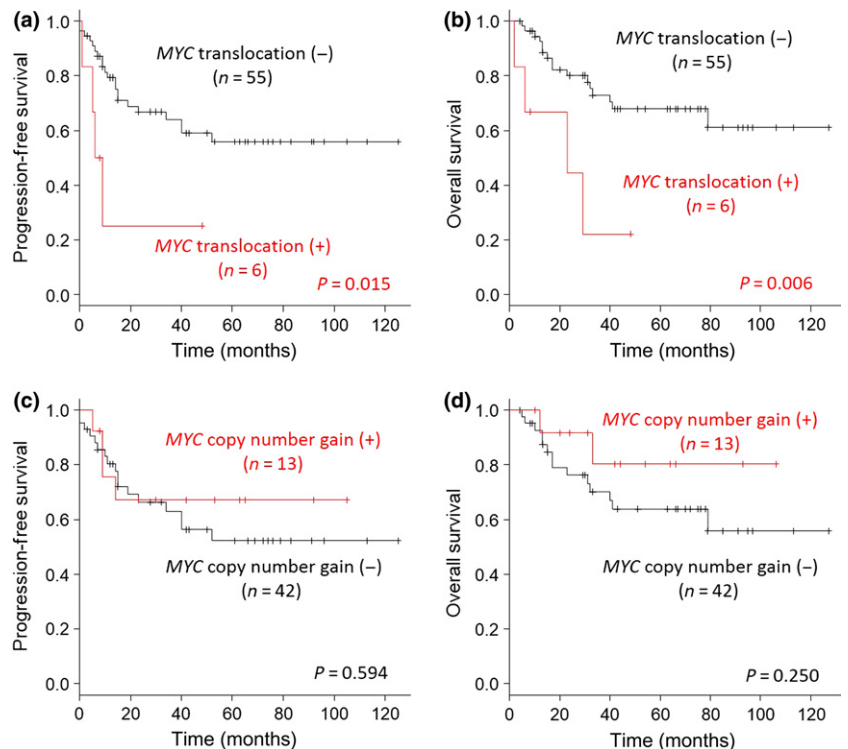 (a)
1.0
0.8
0.6
0.4
0.2
0.0
Progression-free survival
MYC translocation (–)
(n = 55)
MYC translocation (+)
(n = 6)
P = 0.015
0 20 40 60 80 100 120
Time (months)
(b)
1.0
0.8
0.6
0.4
0.2
0.0
Overall survival
MYC translocation (–)
(n = 55)
MYC translocation (+)
(n = 6)
P = 0.006
0 20 40 60 80 100 120
Time (months)
(c)
1.0
0.8
0.6
0.4
0.2
0.0
Progression-free survival
MYC copy number gain (+)
(n = 13)
MYC copy number gain (–)
(n = 42)
P = 0.594
0 20 40 60 80 100 120
Time (months)
(d)
1.0
0.8
0.6
0.4
0.2
0.0
Overall survival
MYC copy number gain (+)
(n = 13)
MYC copy number gain (–)
(n = 42)
P = 0.250
0 20 40 60 80 100 120
Time (months)